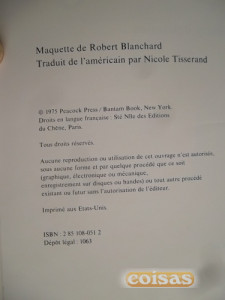 Maquette de Robert Blanchard
Traduit de l'américain par Nicole Tisserand
© 1975 Peacock Press / Bantam Book, New York.
Droits en langue francaise : Sté Nlle des Editions
du Chêne, Paris
Tous droits réservés.
Aucune reproduction ou utilisation de cet ouvrage n'est autorisée
sous aucune forme et par quelque procédé que ce soit
(graphique, électronique ou mécanique,
enregistrement sur disques ou bandes) ou tout autre procédé
existant ou futur sans l'autorisation de l'éditeur.
Imprimé aux Etats-Unis
ISBN : 2 85 108-051 2
Dépôt légal : 1063
coisas